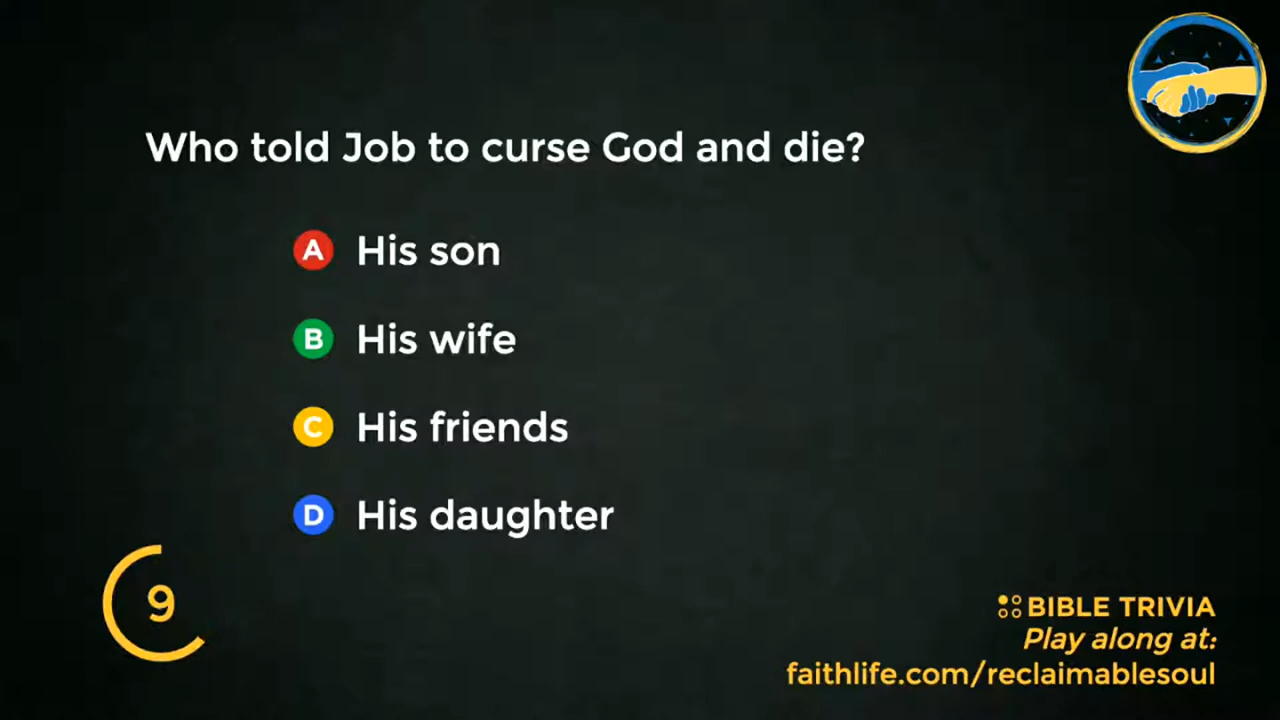 Who told Job to curse God and die?
A His son
B His wife
C His friends
D His daughter
9
BIBLE TRIVIA
Play along at:
faithlife.com/reclaimablesoul